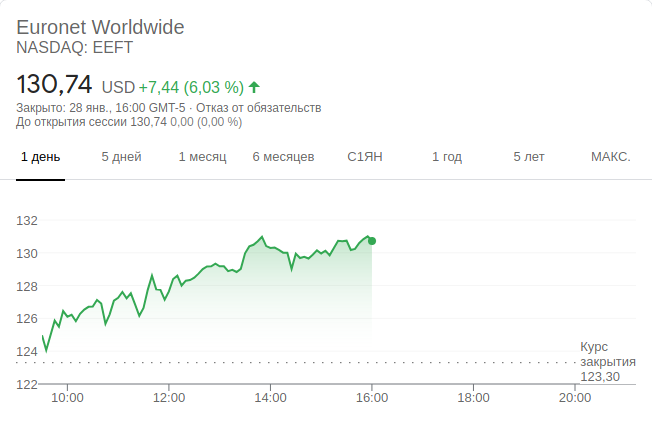 Euronet Worldwide
NASDAQ: EEFT
130,74 USD +7,44 (6,03 %)
Закрыто: 28 янв., 16:00 GMT-5 · Отказ от обязательств
До открытия сессии 130,74 0,00 (0,00 %)
1 день 5 дней 1 месяц 6 месяцев С1ЯН 1 год 5 лет МАКС.
132
130
128
126
124
122
Курс
закрытия
123,30
10:00 12:00 14:00 16:00 18:00 20:00